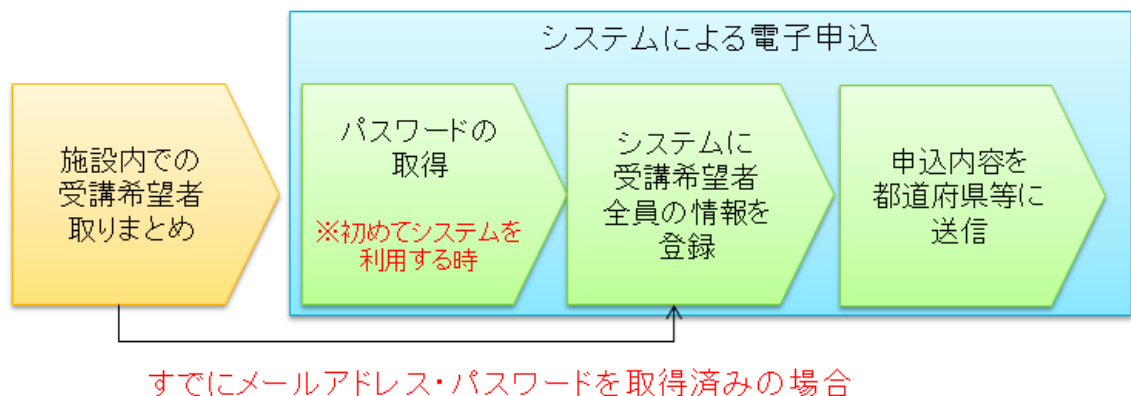 システムによる電子申込
施設内での
受講希望者
取りまとめ
パスワードの
取得
※初めてシステムを
利用する時
システムに
受講希望者
全員の情報を
登録
申込内容を
都道府県等に
送信
すでにメールアドレス・パスワードを取得済みの場合